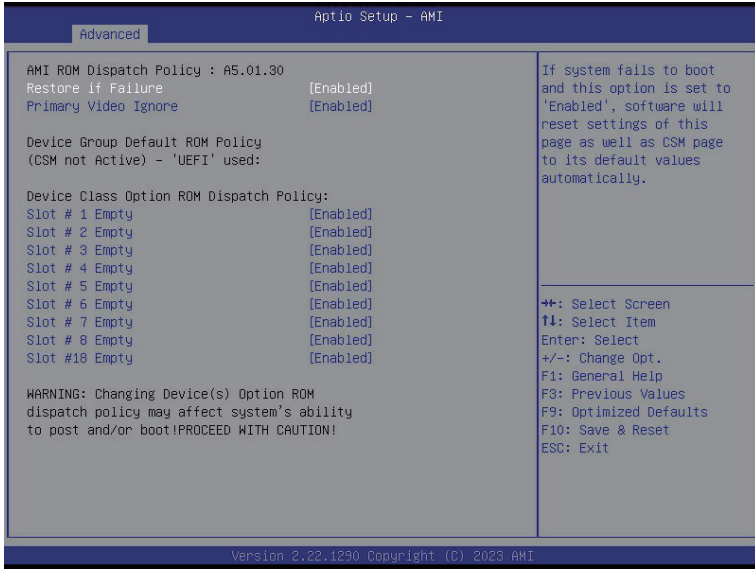 Aptio Setup – AMI
Advanced
AMI ROM Dispatch Policy : A5.01.30
Restore if Failure [Enabled]
Primary Video Ignore [Enabled]
Device Group Default ROM Policy
(CSM not Active) – 'UEFI' used:
Device Class Option ROM Dispatch Policy:
Slot # 1 Empty [Enabled]
Slot # 2 Empty [Enabled]
Slot # 3 Empty [Enabled]
Slot # 4 Empty [Enabled]
Slot # 5 Empty [Enabled]
Slot # 6 Empty [Enabled]
Slot # 7 Empty [Enabled]
Slot # 8 Empty [Enabled]
Slot #18 Empty [Enabled]
WARNING: Changing Device(s) Option ROM
dispatch policy may affect system's ability
to post and/or boot!PROCEED WITH CAUTION!
If system fails to boot
and this option is set to
'Enabled', software will
reset settings of this
page as well as CSM page
to its default values
automatically.
→←: Select Screen
↑↓: Select Item
Enter: Select
+/-: Change Opt.
F1: General Help
F3: Previous Values
F9: Optimized Defaults
F10: Save & Reset
ESC: Exit
Version 2.22.1290 Copyright (C) 2023 AMI